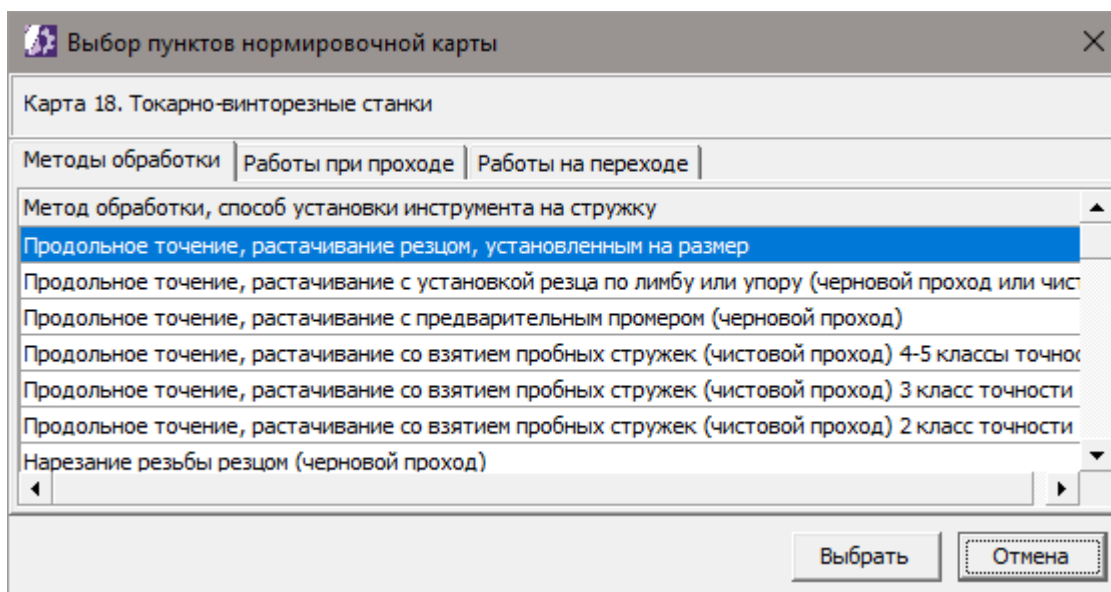 Выбор пунктов нормировочной карты
Карта 18. Токарно-винторезные станки
Методы обработки Работы при проходе Работы на переходе
Метод обработки, способ установки инструмента на стружку
Продольное точение, растачивание резцом, установленным на размер
Продольное точение, растачивание с установкой резца по лимбу или упору (черновой проход или чист
Продольное точение, растачивание с предварительным промером (черновой проход)
Продольное точение, растачивание со взятием пробных стружек (чистовой проход) 4-5 классы точнос
Продольное точение, растачивание со взятием пробных стружек (чистовой проход) 3 класс точности
Продольное точение, растачивание со взятием пробных стружек (чистовой проход) 2 класс точности
Нарезание резьбы резцом (черновой проход)
Выбрать Отмена